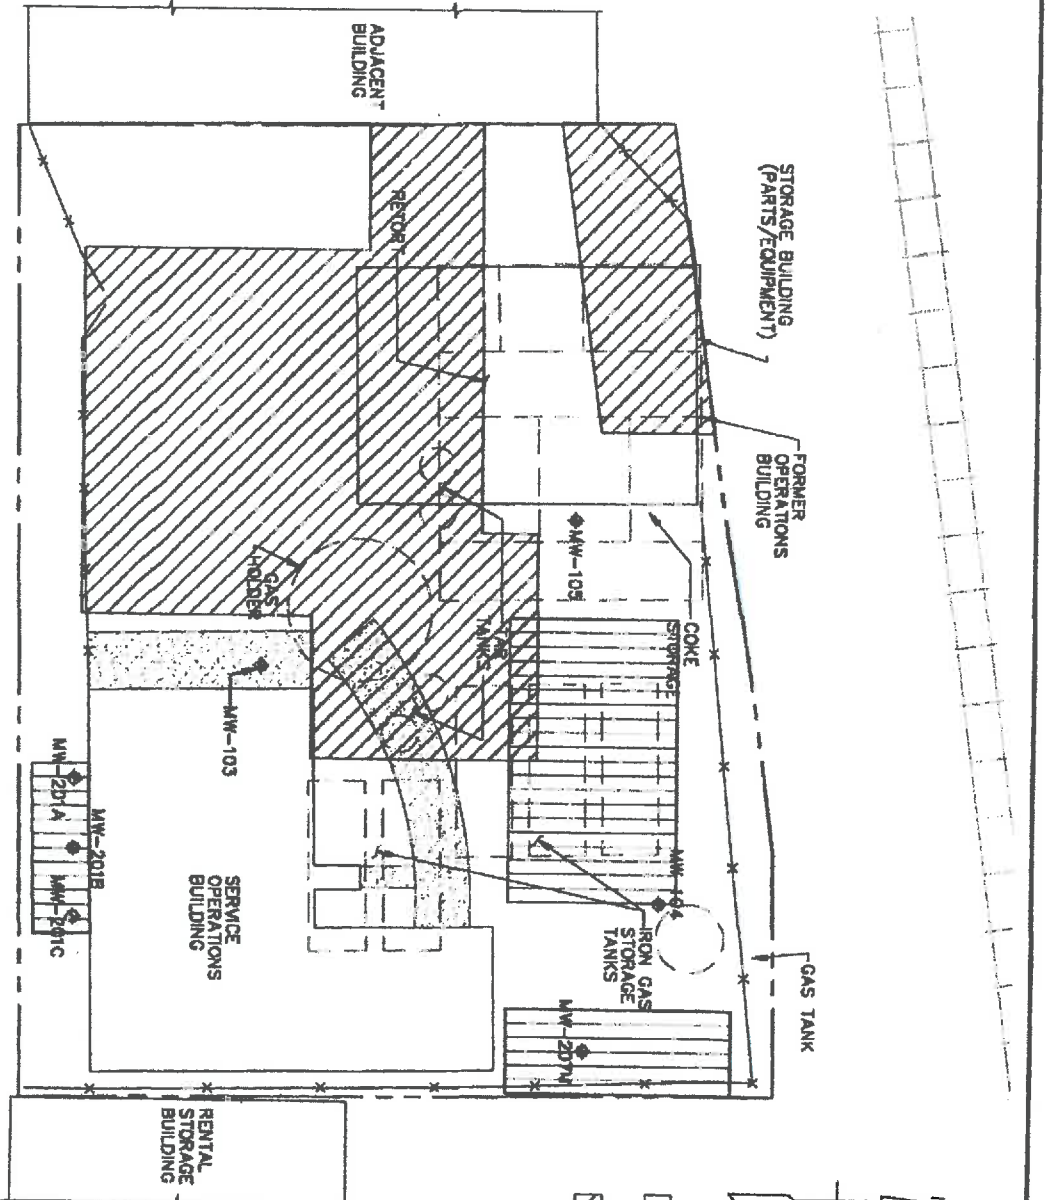 ADJACENT
BUILDING
STORAGE BUILDING
(PARTS/EQUIPMENT)
RETORT
FORMER
OPERATIONS
BUILDING
MW-105
GAS
HOLDER
TAR
TANKS
COKE
STORAGE
MW-103
MW-201A
MW-201B
MW-201C
SERVICE
OPERATIONS
BUILDING
MW-104
IRON GAS
STORAGE
TANKS
GAS TANK
RENTAL
STORAGE
BUILDING